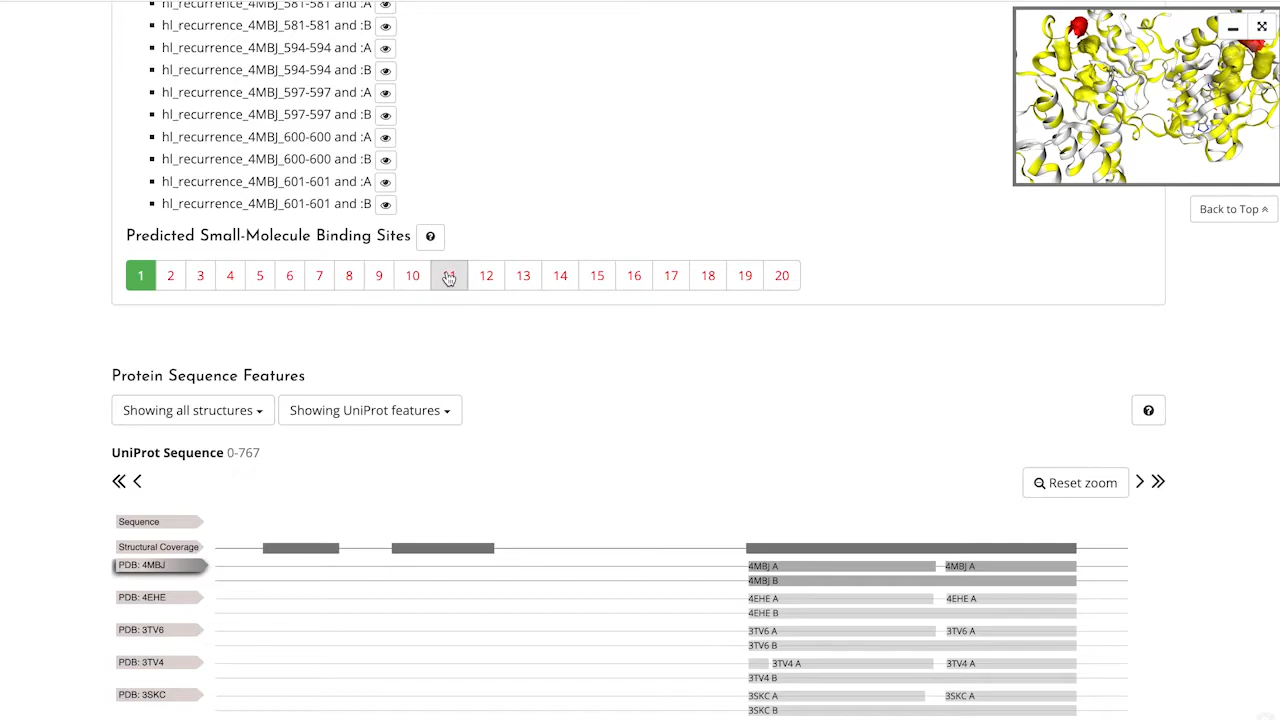 hl_recurrence_4MBJ_581-581 and :A
hl_recurrence_4MBJ_581-581 and :B
hl_recurrence_4MBJ_594-594 and :A
hl_recurrence_4MBJ_594-594 and :B
hl_recurrence_4MBJ_597-597 and :A
hl_recurrence_4MBJ_597-597 and :B
hl_recurrence_4MBJ_600-600 and :A
hl_recurrence_4MBJ_600-600 and :B
hl_recurrence_4MBJ_601-601 and :A
hl_recurrence_4MBJ_601-601 and :B
Back to Top
Predicted Small-Molecule Binding Sites
1 2 3 4 5 6 7 8 9 10 11 12 13 14 15 16 17 18 19 20
Protein Sequence Features
Showing all structures Showing UniProt features
UniProt Sequence 0-767
Reset zoom
Sequence
Structural Coverage
PDB: 4MBJ 4MBJ A 4MBJ A
4MBJ B
PDB: 4EHE 4EHE A 4EHE A
4EHE B
PDB: 3TV6 3TV6 A 3TV6 A
3TV6 B
PDB: 3TV4 3TV4 A 3TV4 A
3TV4 B
PDB: 3SKC 3SKC A 3SKC A
3SKC B